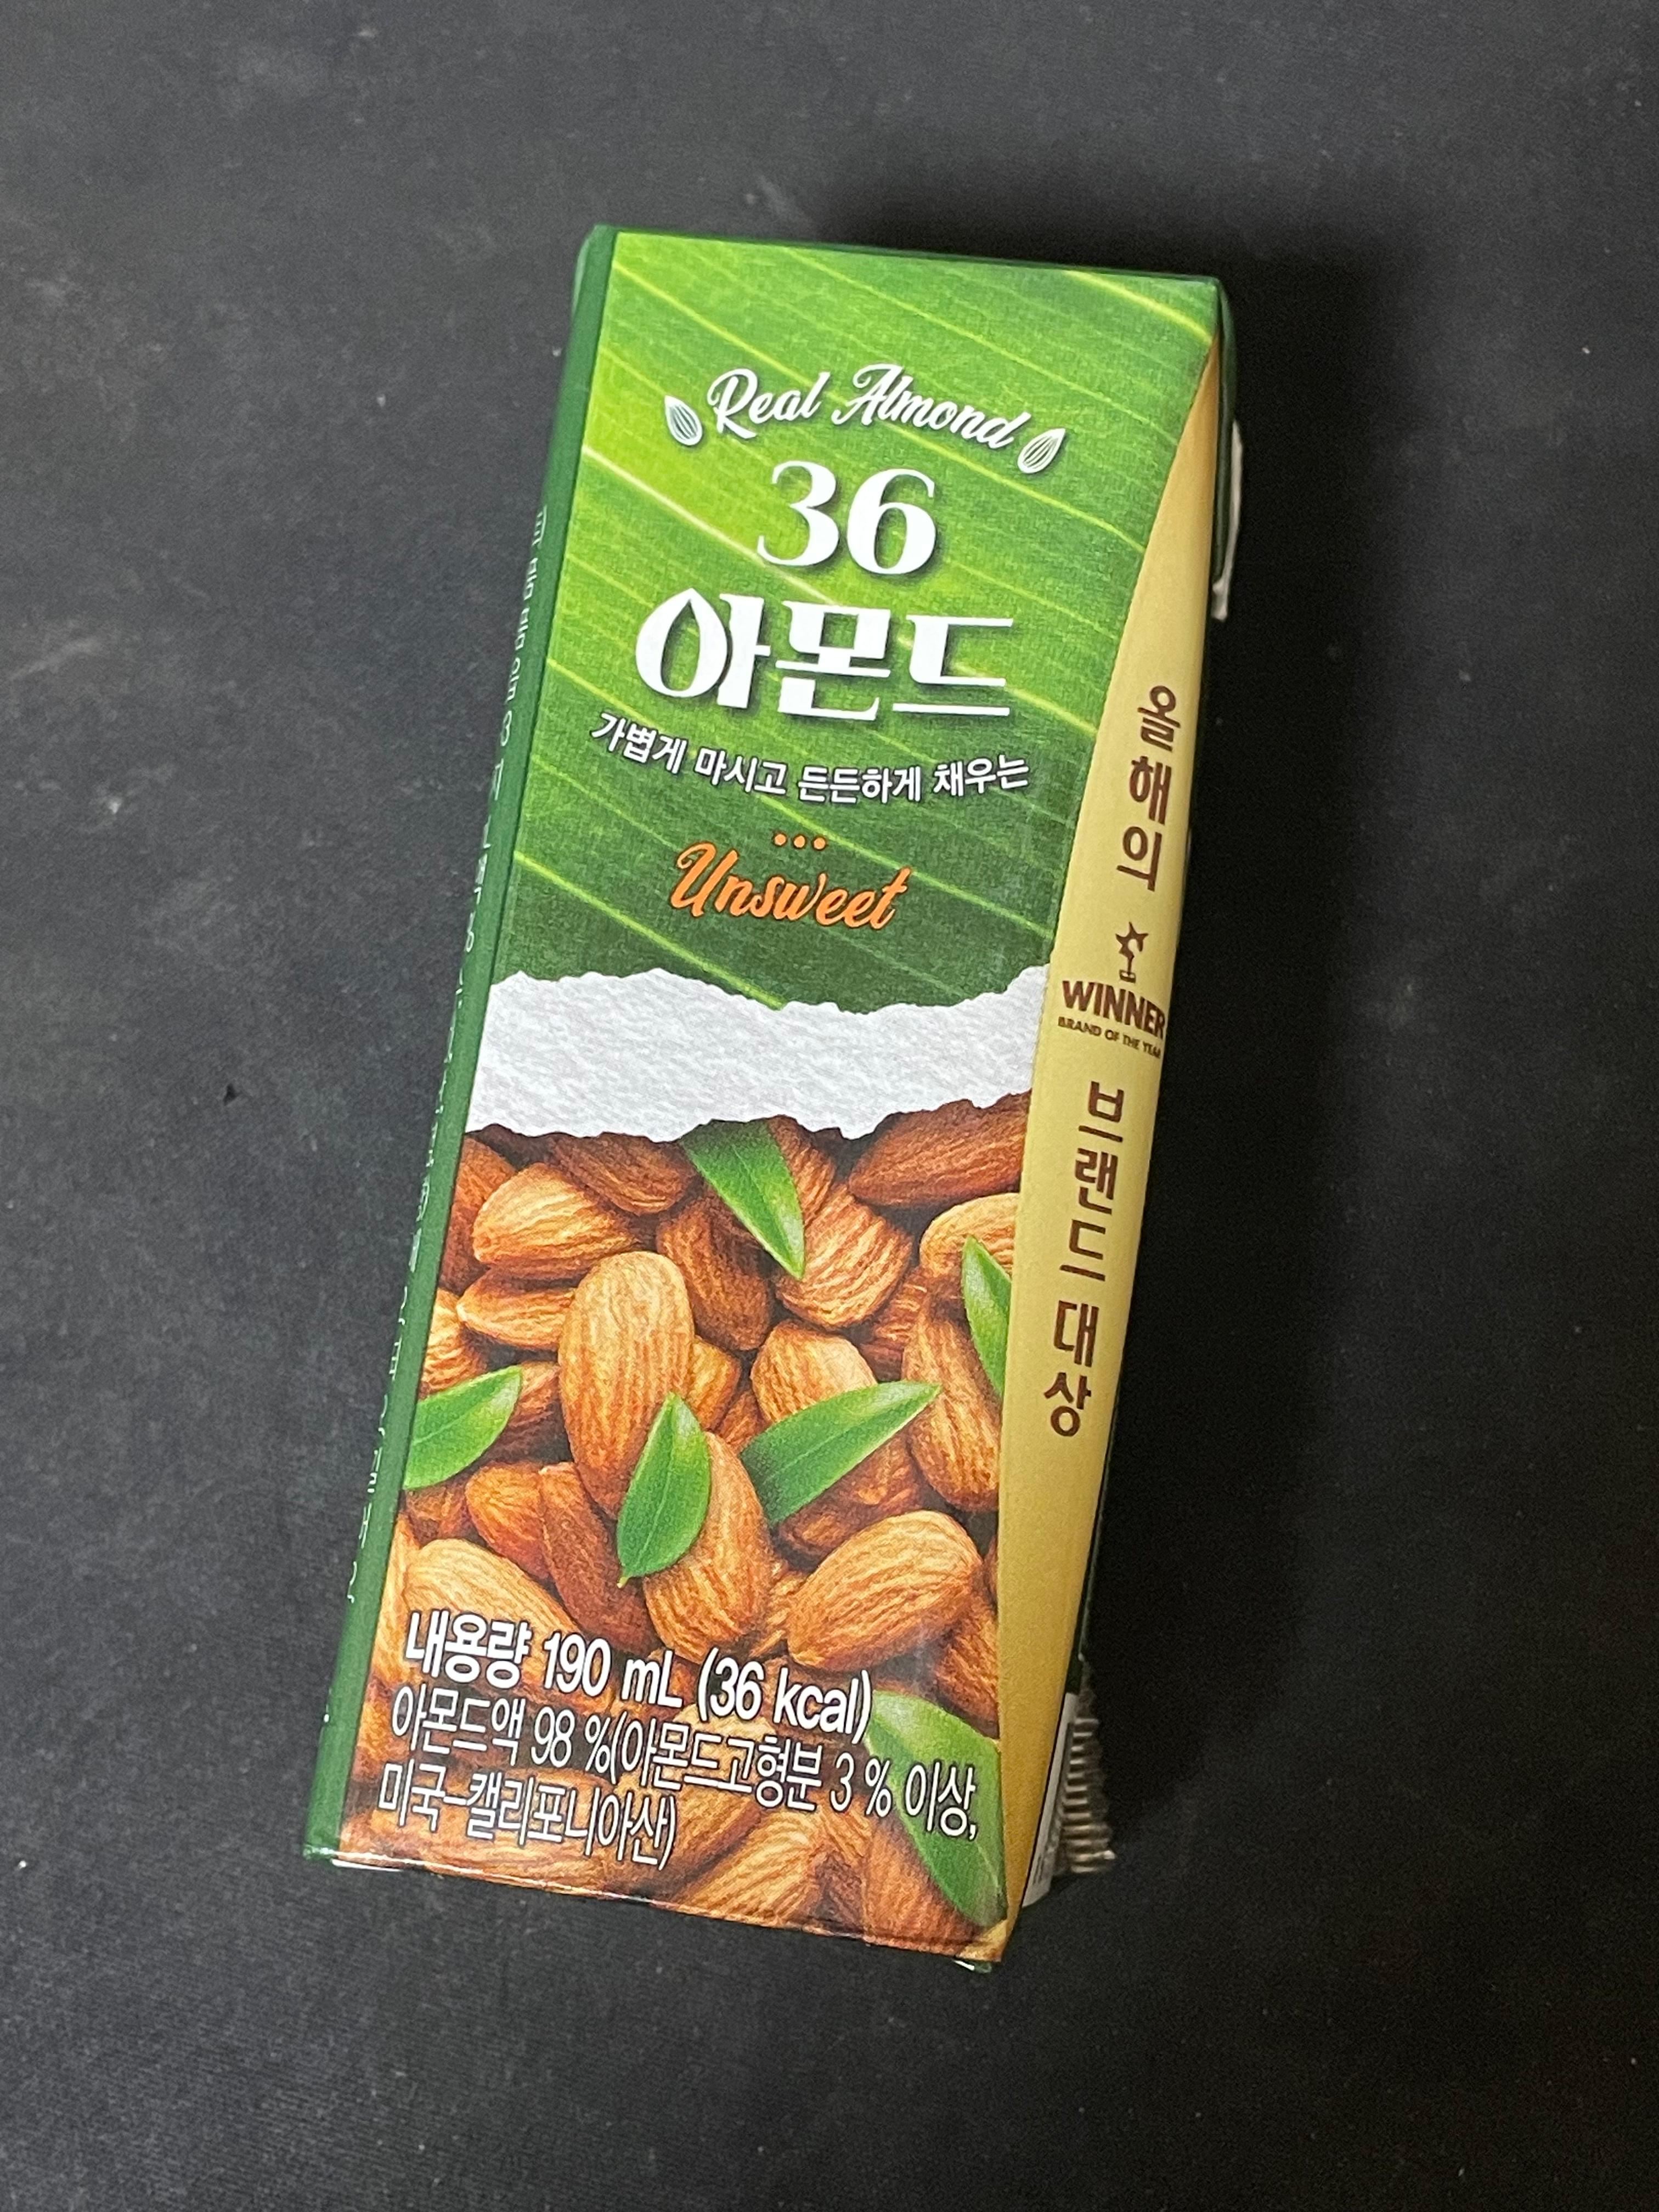 Real Almond
36
아몬드
가볍게 마시고 든든하게 채우는
Unsweet
내용량 190 mL (36 kcal)
아몬드액 98 %(아몬드고형분 3 % 이상,
미국-캘리포니아산)
올해의
WINNER
BRAND OF THE YEAR
브랜드 대상